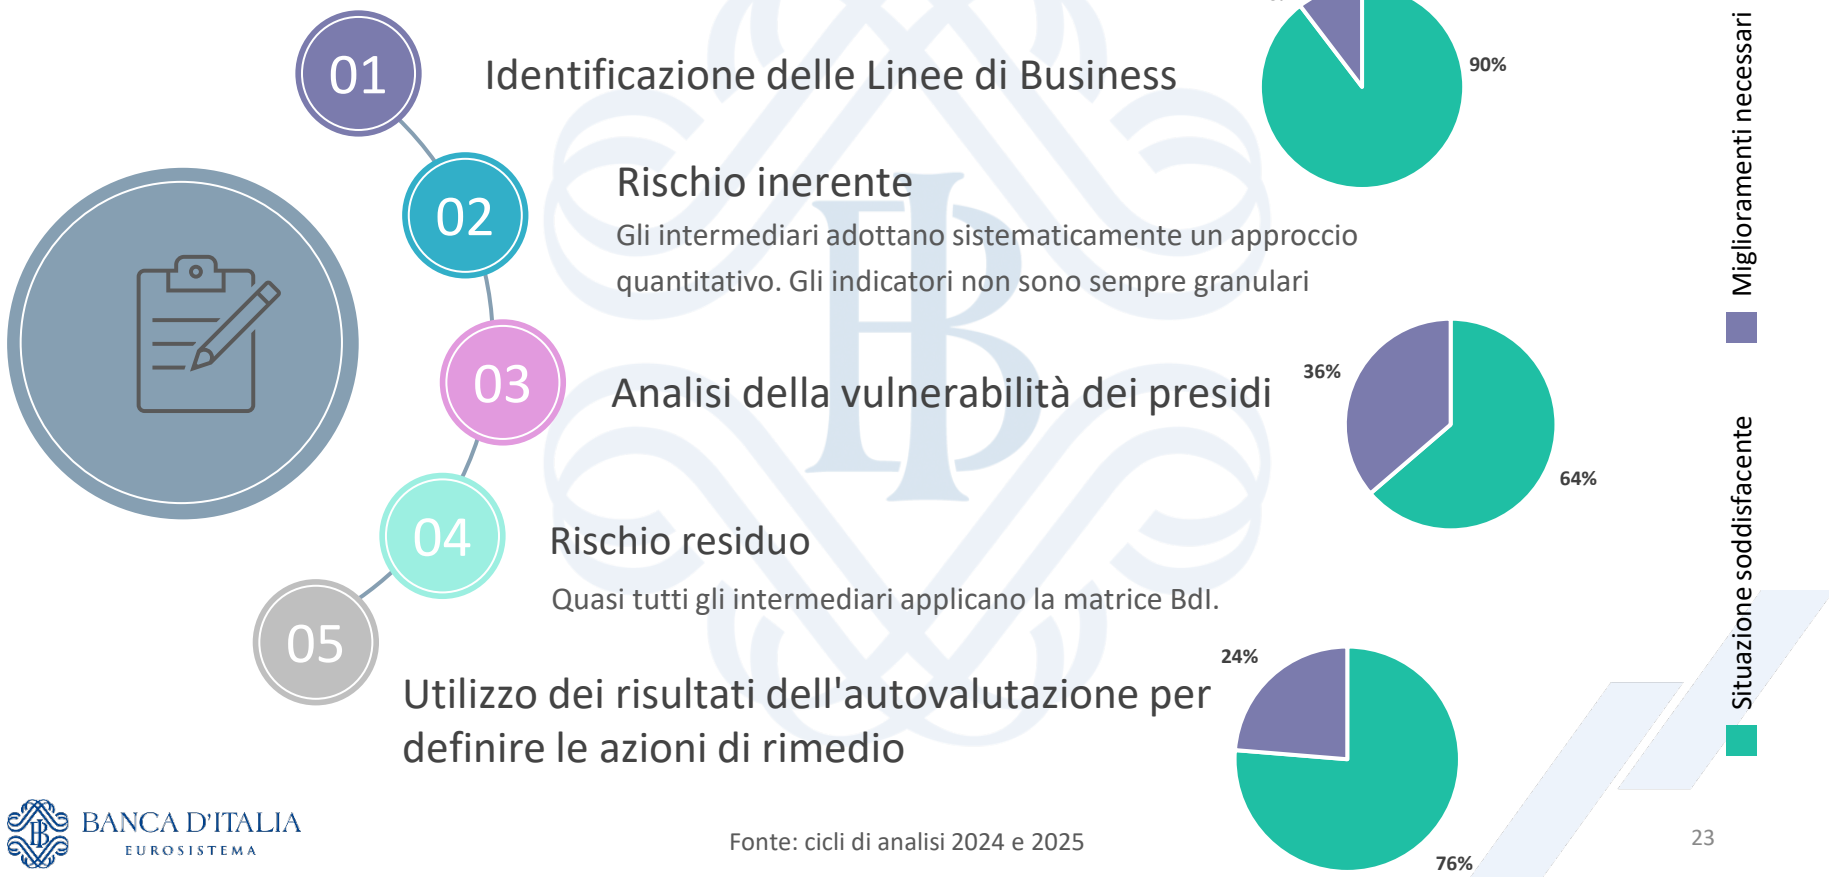 01
Identificazione delle Linee di Business
90%
02
Rischio inerente
Gli intermediari adottano sistematicamente un approccio
quantitativo. Gli indicatori non sono sempre granulari
03
Analisi della vulnerabilità dei presidi
36%
64%
04
Rischio residuo
Quasi tutti gli intermediari applicano la matrice BdI.
05
Utilizzo dei risultati dell'autovalutazione per
definire le azioni di rimedio
24%
76%
Miglioramenti necessari
Situazione soddisfacente
BANCA D'ITALIA
EUROSISTEMA
Fonte: cicli di analisi 2024 e 2025
23